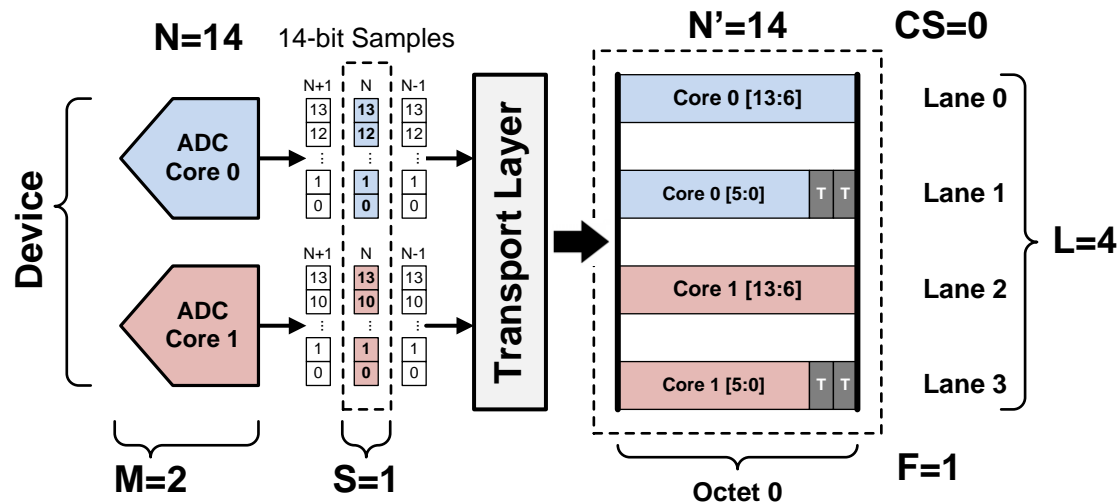 N=14
14-bit Samples
N'=14
CS=0
Device
ADC
Core 0
N+1
13
12
...
1
0
N
13
12
...
1
0
N-1
13
12
...
1
0
ADC
Core 1
N+1
13
10
...
1
0
N
13
10
...
1
0
N-1
13
10
...
1
0
Transport Layer
Core 0 [13:6]
Lane 0
Core 0 [5:0]
T
T
Lane 1
Core 1 [13:6]
Lane 2
Core 1 [5:0]
T
T
Lane 3
L=4
M=2
S=1
Octet 0
F=1